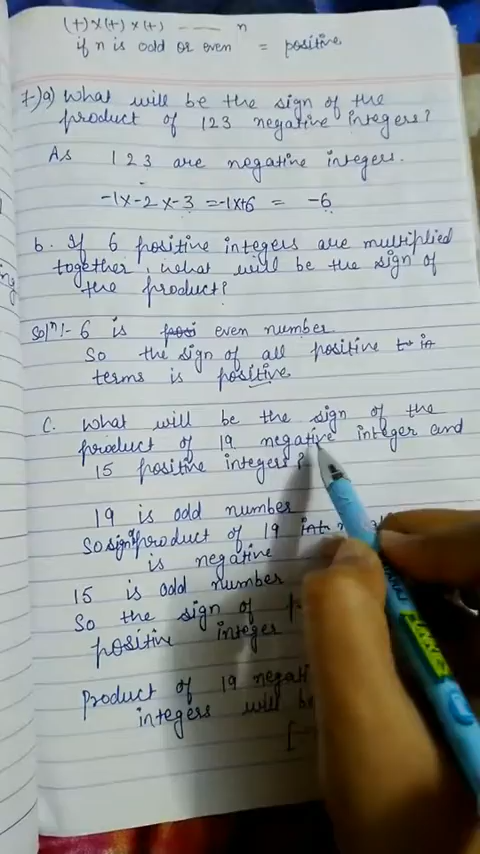 (+) x (+) x (+) ---- n
if n is odd or even = positive
7-)a) What will be the sign of the
product of 123 negative integers?
As 1 2 3 are negative integers.
-1 x -2 x -3 = -1 x +6 = -6
b. If 6 positive integers are multiplied
together, what will be the sign of
the product?
Solⁿ:- 6 is even number
So the sign of all positive
terms is positive
C. What will be the sign of the
product of 19 negative integer and
15 positive integers?
19 is odd number
So sign of product of 19
is negative
15 is odd number
So the sign of
positive integer
Product of 19 negati
integers will be